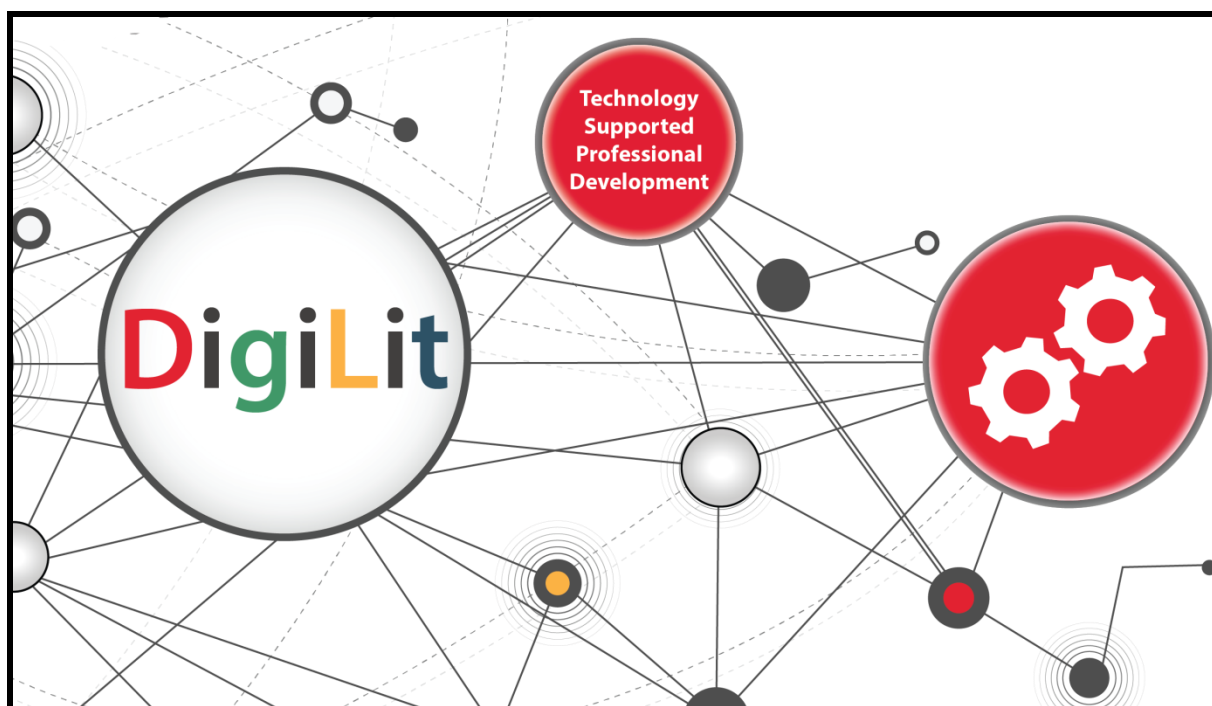 DigiLit
Technology
Supported
Professional
Development